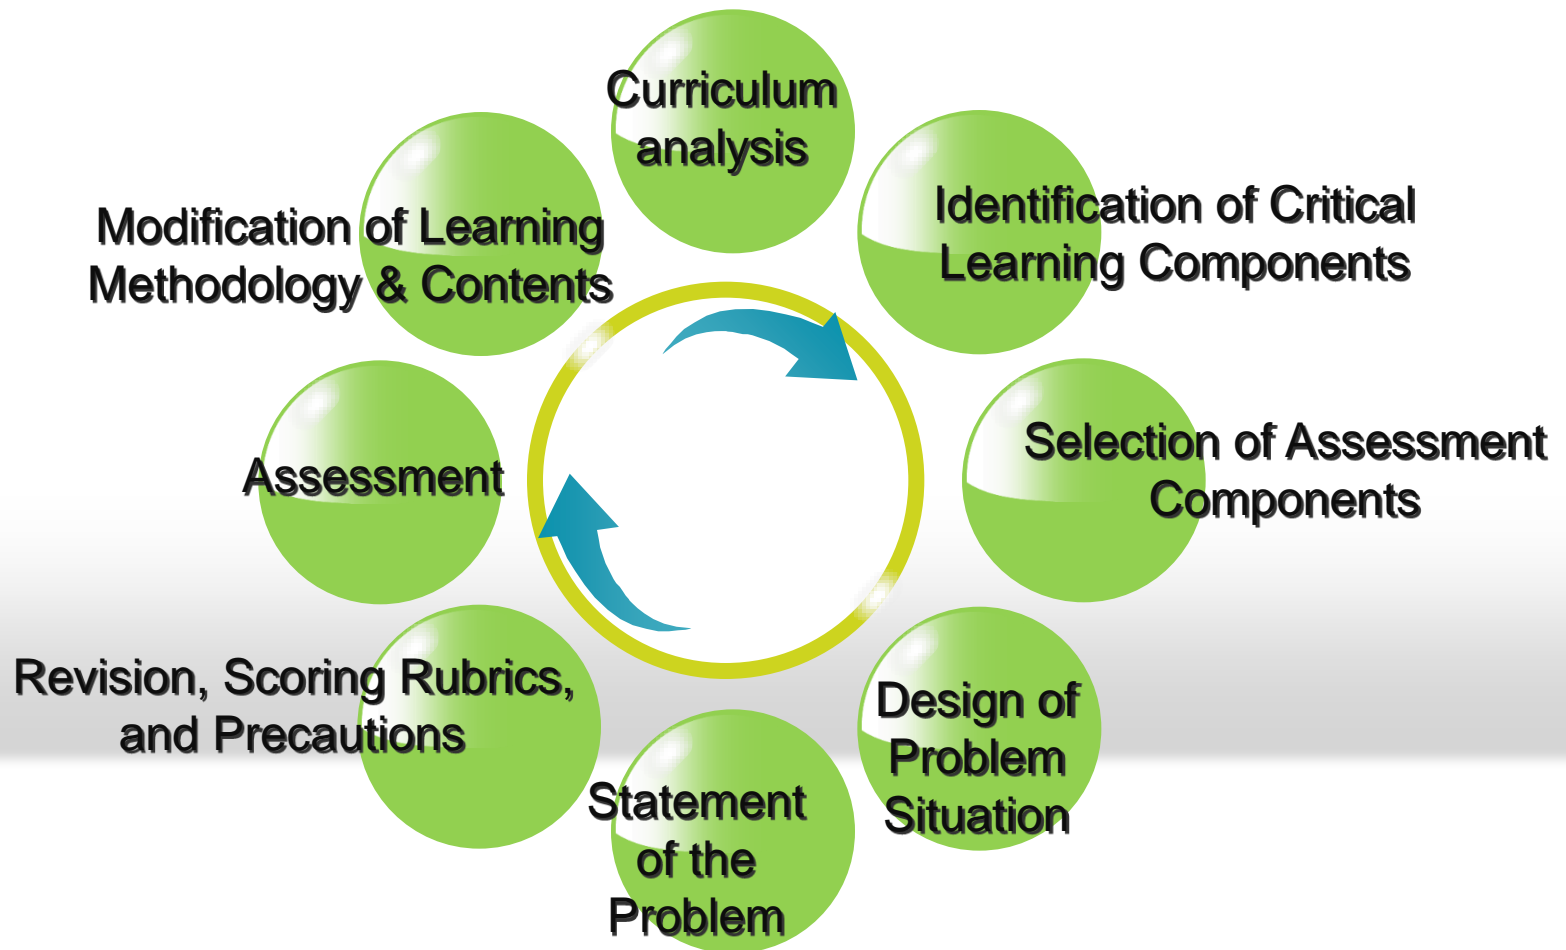 Curriculum
analysis
Identification of Critical
Learning Components
Selection of Assessment
Components
Design of
Problem
Situation
Statement
of the
Problem
Revision, Scoring Rubrics,
and Precautions
Assessment
Modification of Learning
Methodology & Contents